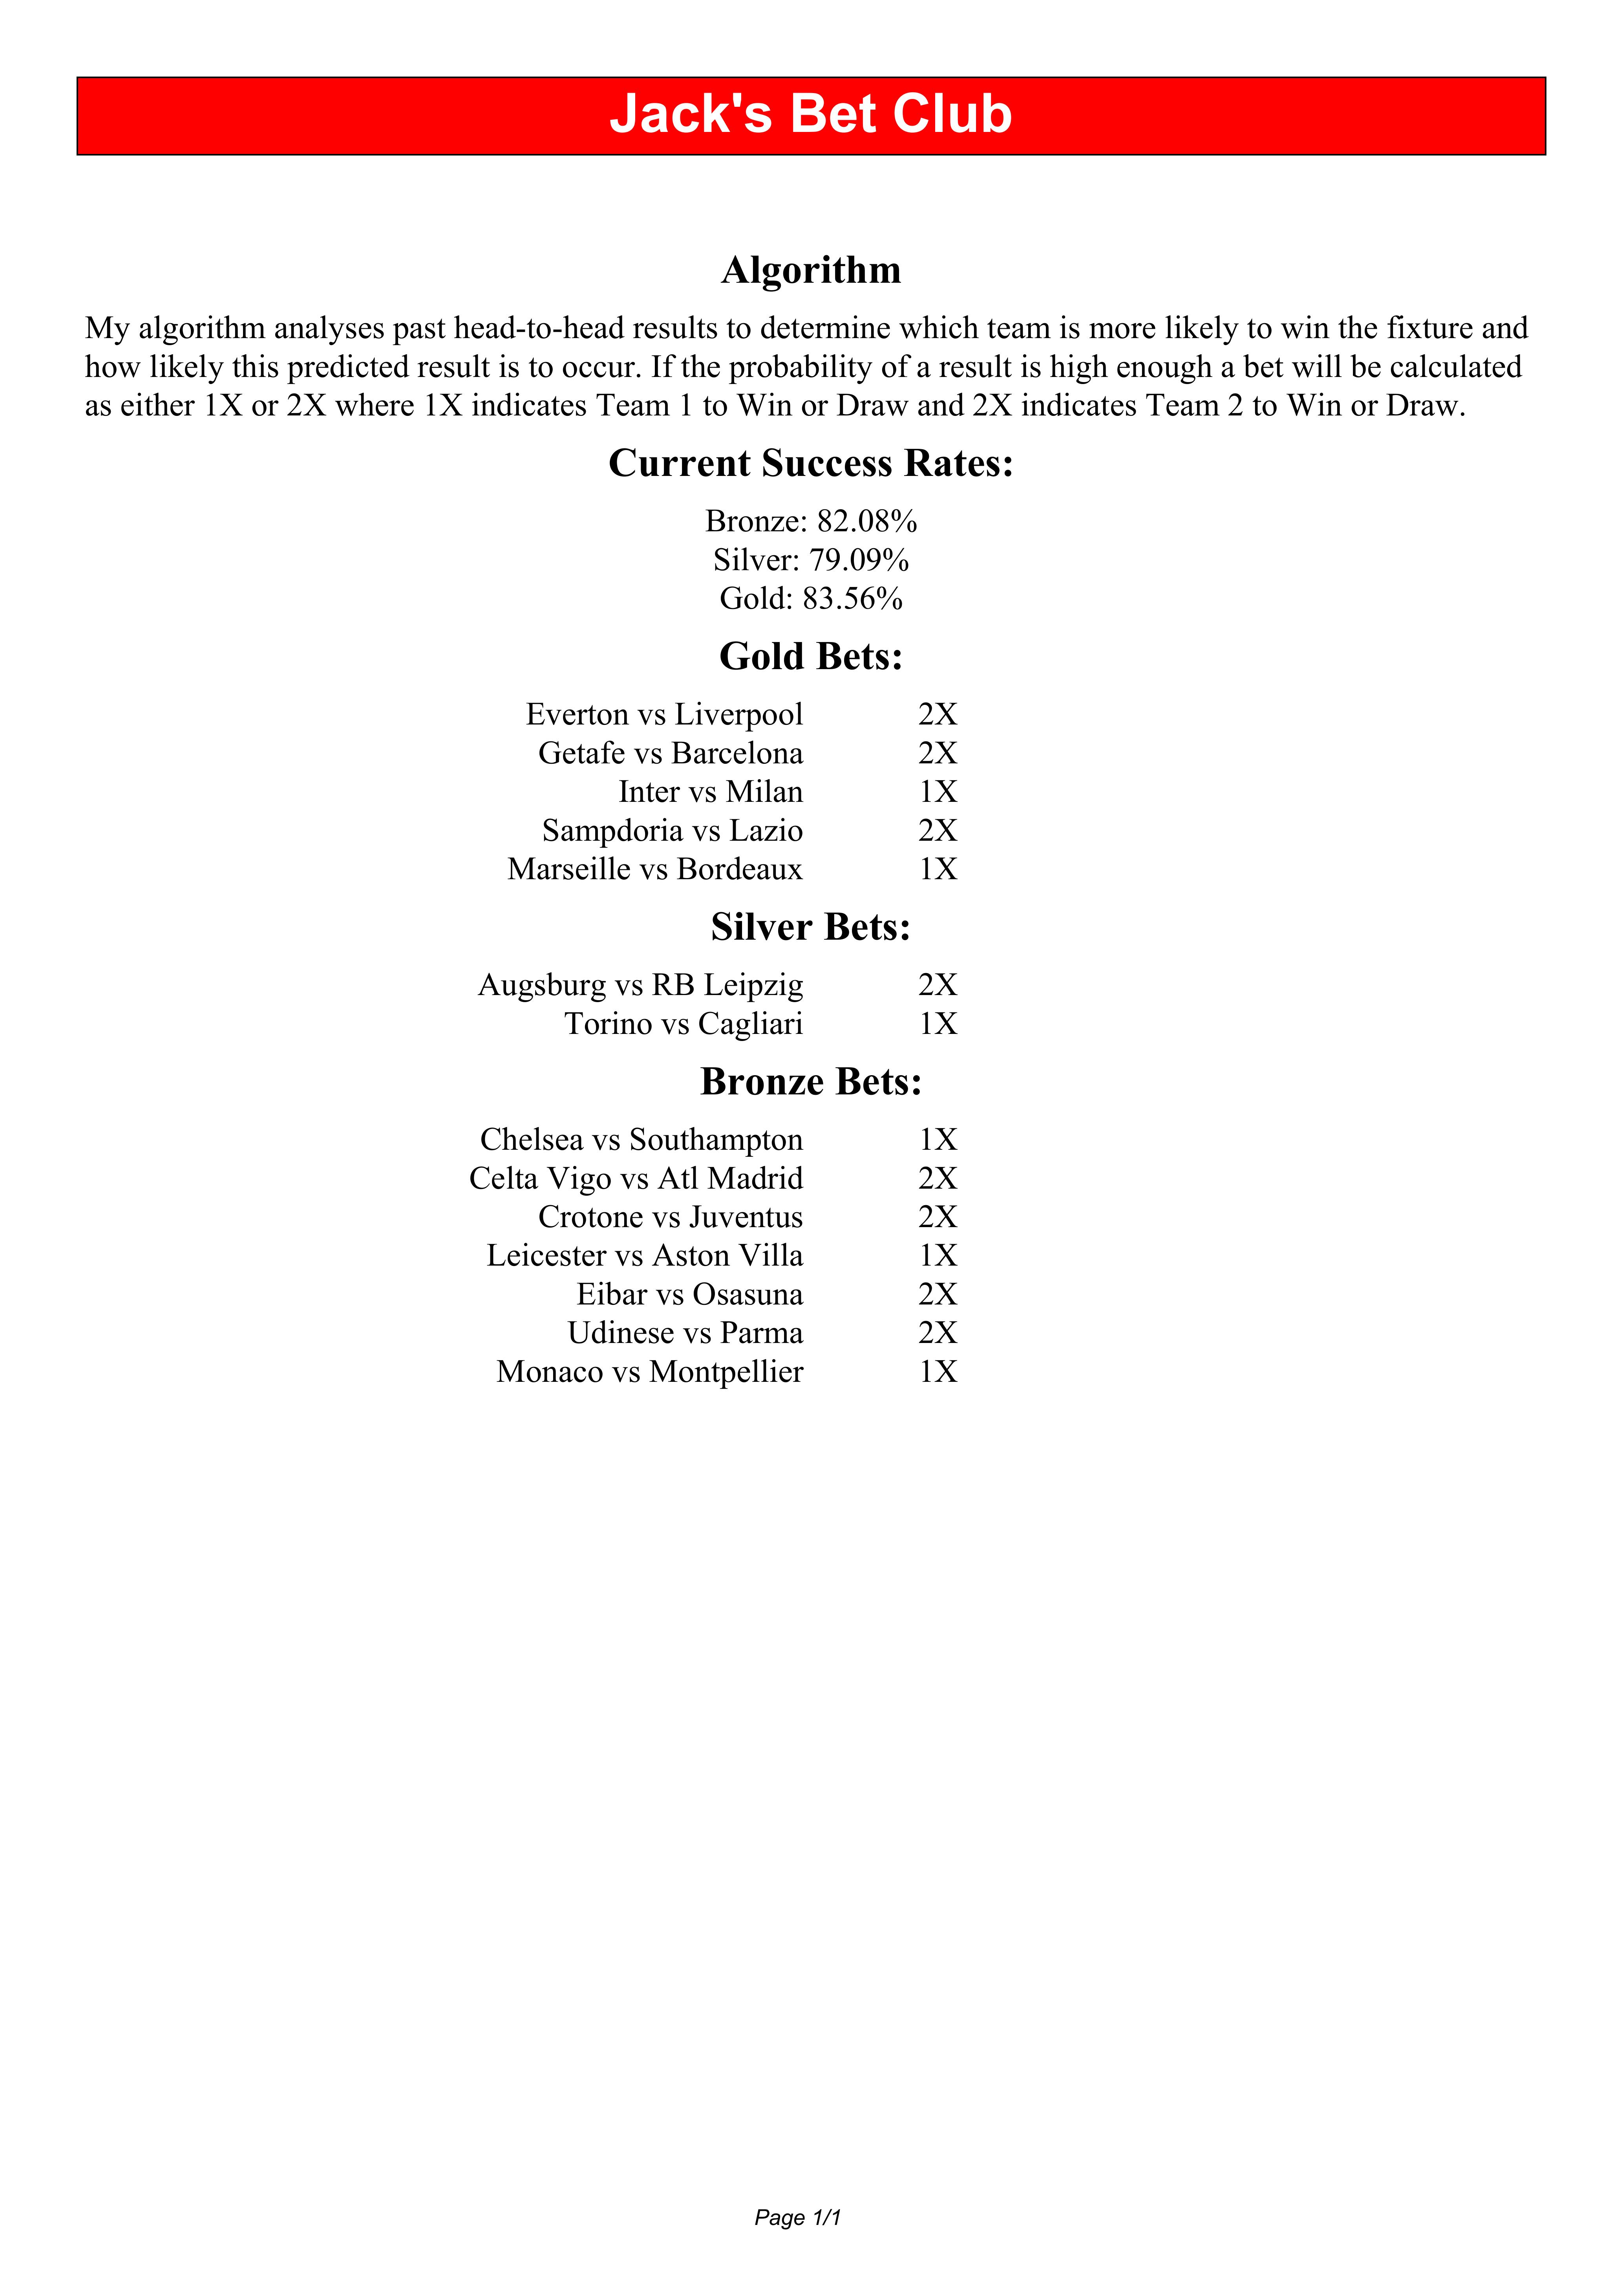 Jack's Bet Club
Algorithm
My algorithm analyses past head-to-head results to determine which team is more likely to win the fixture and
how likely this predicted result is to occur. If the probability of a result is high enough a bet will be calculated
as either 1X or 2X where 1X indicates Team 1 to Win or Draw and 2X indicates Team 2 to Win or Draw.
Current Success Rates:
Bronze: 82.08%
Silver: 79.09%
Gold: 83.56%
Gold Bets:
Everton vs Liverpool 2X
Getafe vs Barcelona 2X
Inter vs Milan 1X
Sampdoria vs Lazio 2X
Marseille vs Bordeaux 1X
Silver Bets:
Augsburg vs RB Leipzig 2X
Torino vs Cagliari 1X
Bronze Bets:
Chelsea vs Southampton 1X
Celta Vigo vs Atl Madrid 2X
Crotone vs Juventus 2X
Leicester vs Aston Villa 1X
Eibar vs Osasuna 2X
Udinese vs Parma 2X
Monaco vs Montpellier 1X
Page 1/1